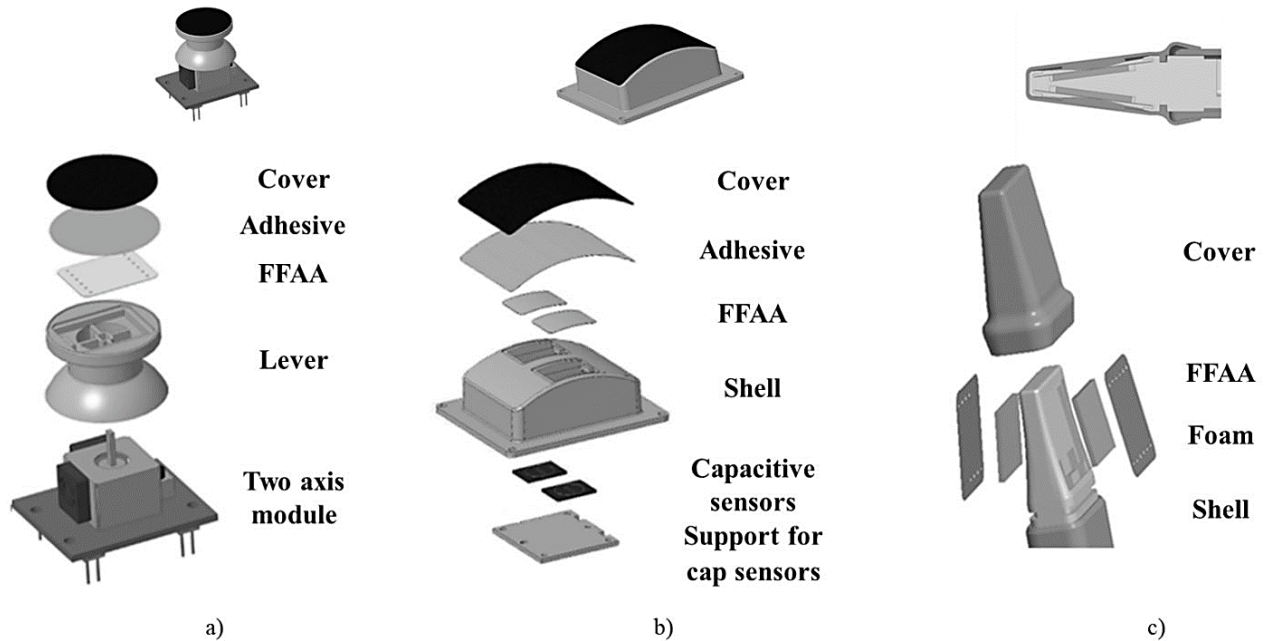 Cover
Adhesive
FFAA
Lever
Two axis
module
a)
Cover
Adhesive
FFAA
Shell
Capacitive
sensors
Support for
cap sensors
b)
Cover
FFAA
Foam
Shell
c)